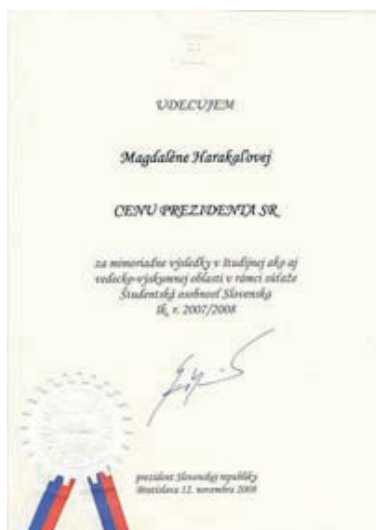 UDEĽUJEM
Magdaléne Harakaľovej
CENU PREZIDENTA SR
za mimoriadne výsledky v študijnej ako aj
vedecko-výskumnej oblasti v rámci súťaže
Študentská osobnosť Slovenska
šk. r. 2007/2008
prezident Slovenskej republiky
Bratislava 12. novembra 2008